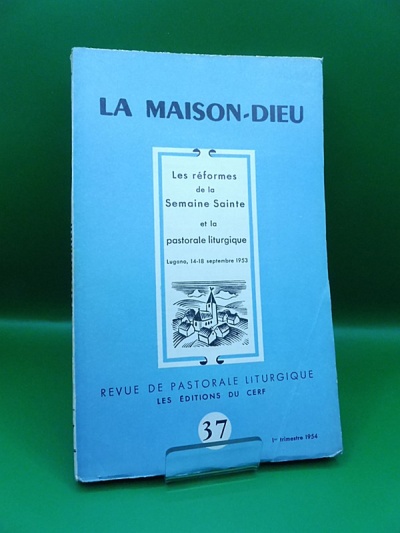 LA MAISON-DIEU
Les réformes
de la
Semaine Sainte
et la
pastorale liturgique
Lugano, 14-18 septembre 1953
REVUE DE PASTORALE LITURGIQUE
LES ÉDITIONS DU CERF
37
1er trimestre 1954